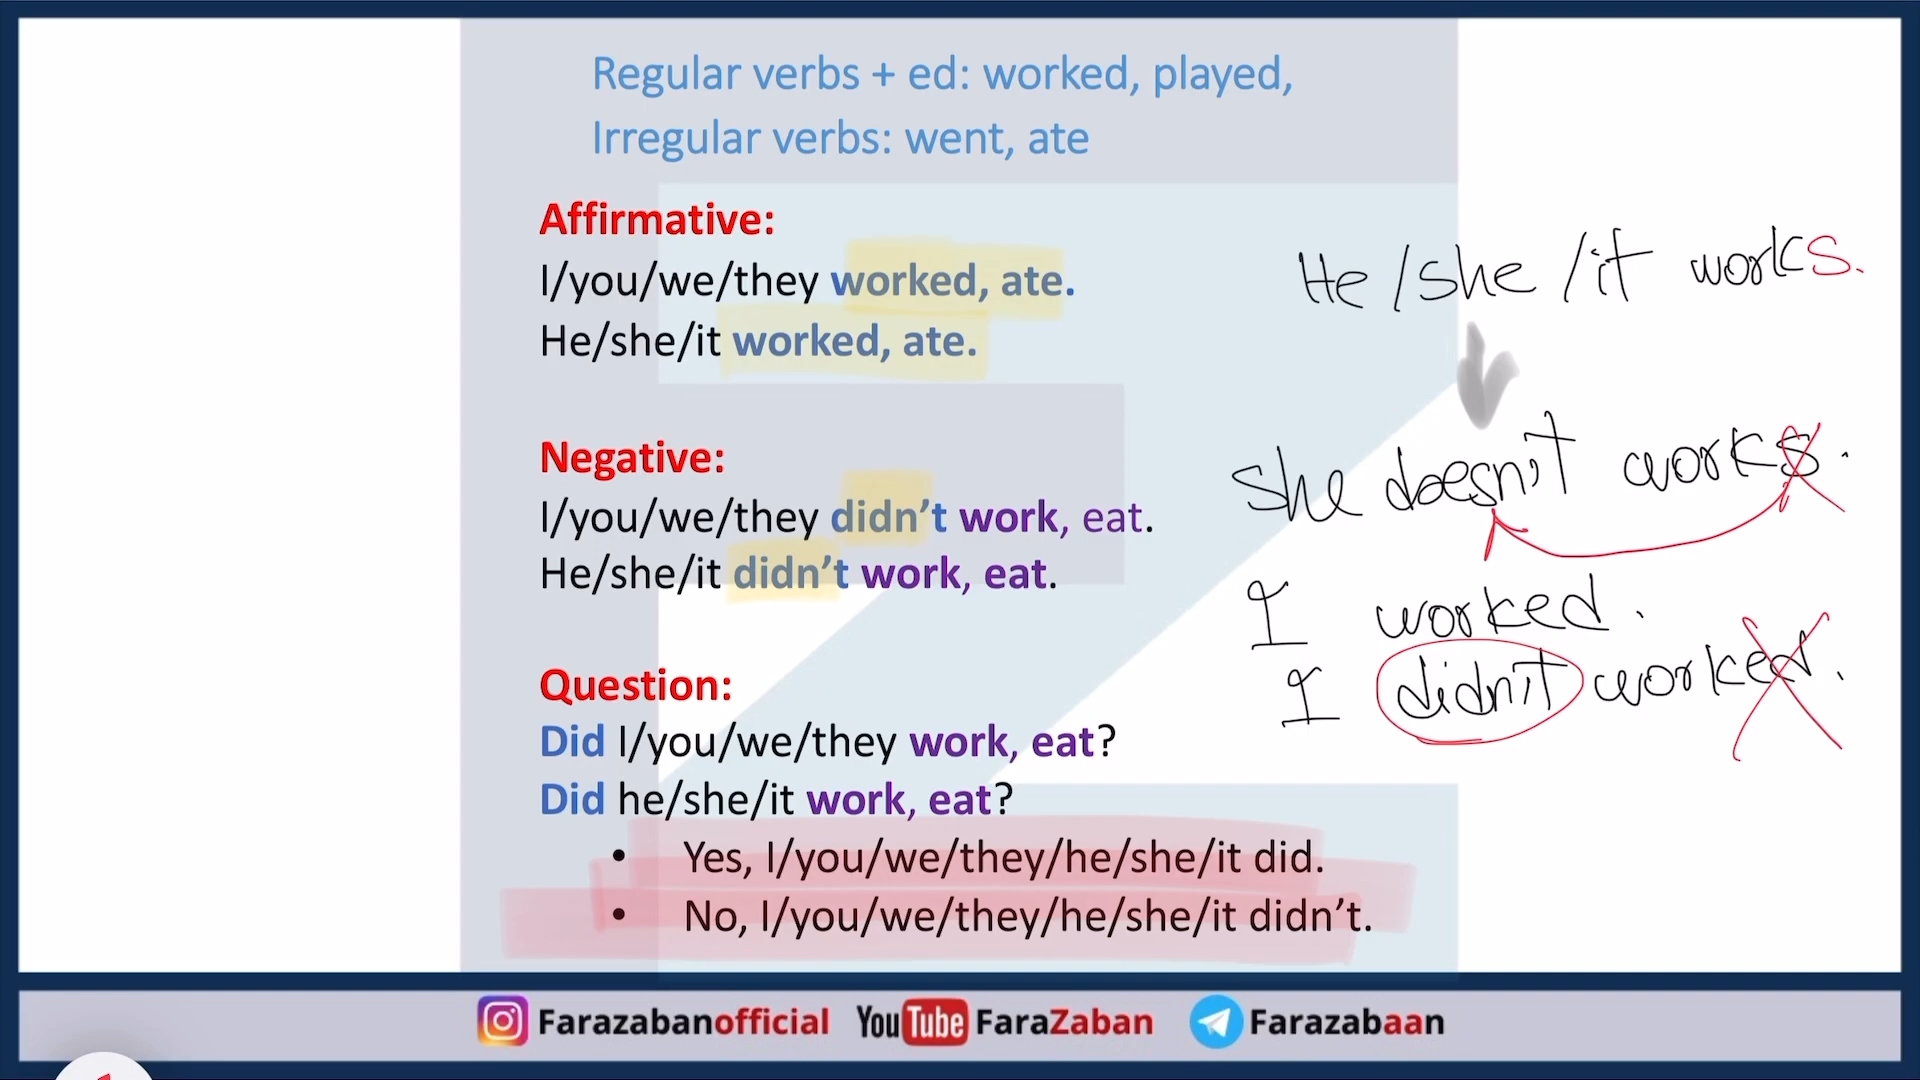 Regular verbs + ed: worked, played,
Irregular verbs: went, ate
Affirmative:
I/you/we/they worked, ate.
He/she/it worked, ate.
Negative:
I/you/we/they didn't work, eat.
He/she/it didn't work, eat.
Question:
Did I/you/we/they work, eat?
Did he/she/it work, eat?
• Yes, I/you/we/they/he/she/it did.
• No, I/you/we/they/he/she/it didn't.
He/she/it works.
She doesn't works.
I worked.
I didn't worked.
Farazabanofficial YouTube FaraZaban Farazabaan